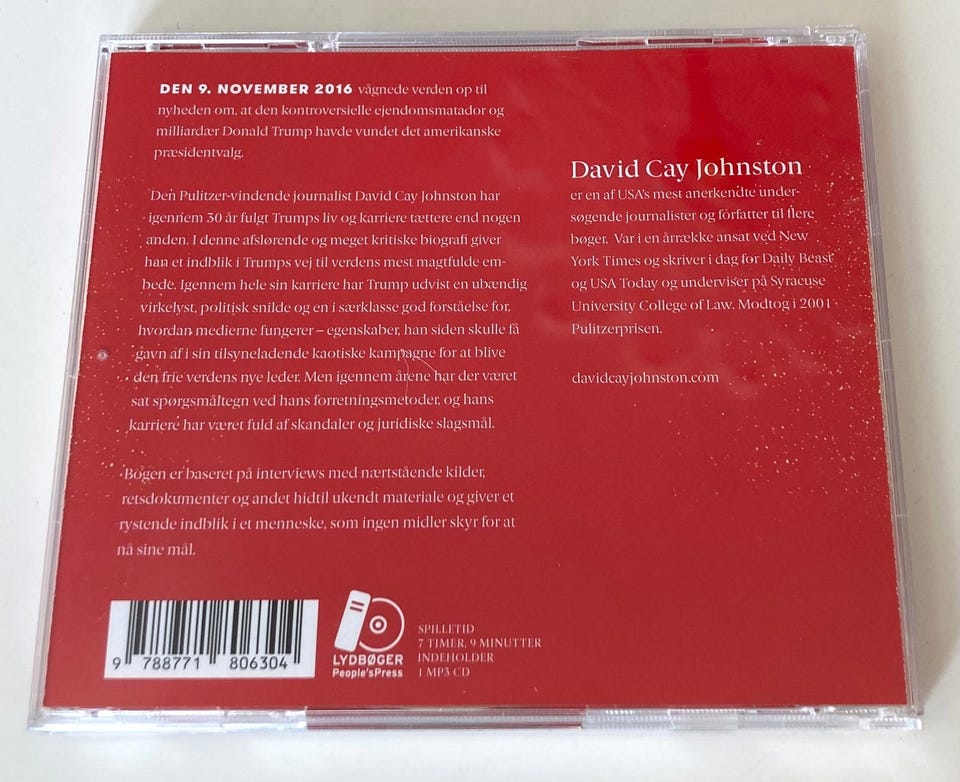 DEN 9. NOVEMBER 2016 vågnede verden op til
nyheden om, at den kontroversielle ejendomsmatador og
milliardær Donald Trump havde vundet det amerikanske
præsidentvalg.
Den Pulitzer-vindende journalist David Cay Johnston har
igennem 30 år fulgt Trumps liv og karriere tættere end nogen
anden. I denne afslørende og meget kritiske biografi giver
han et indblik i Trumps vej til verdens mest magtfulde em-
bede. Igennem hele sin karriere har Trump udvist en ubændig
virkelyst, politisk snilde og en i særklasse god forståelse for,
hvordan medierne fungerer – egenskaber, han siden skulle få
gavn af i sin tilsyneladende kaotiske kampagne for at blive
den frie verdens nye leder. Men igennem årene har der været
sat spørgsmåltegn ved hans forretningsmetoder, og hans
karriere har været fuld af skandaler og juridiske slagsmål.
Bogen er baseret på interviews med nærtstående kilder,
retsdokumenter og andet hidtil ukendt materiale og giver et
rystende indblik i et menneske, som ingen midler skyr for at
nå sine mål.
David Cay Johnston
er en af USA's mest anerkendte under-
søgende journalister og forfatter til flere
bøger. Var i en årrække ansat ved New
York Times og skriver i dag for Daily Beast
og USA Today og underviser på Syracuse
University College of Law. Modtog i 2001
Pulitzerprisen.
davidcayjohnston.com
9 788771 806304
LYDBØGER
People'sPress
SPILLETID
7 TIMER, 9 MINUTTER
INDEHOLDER
1 MP3 CD